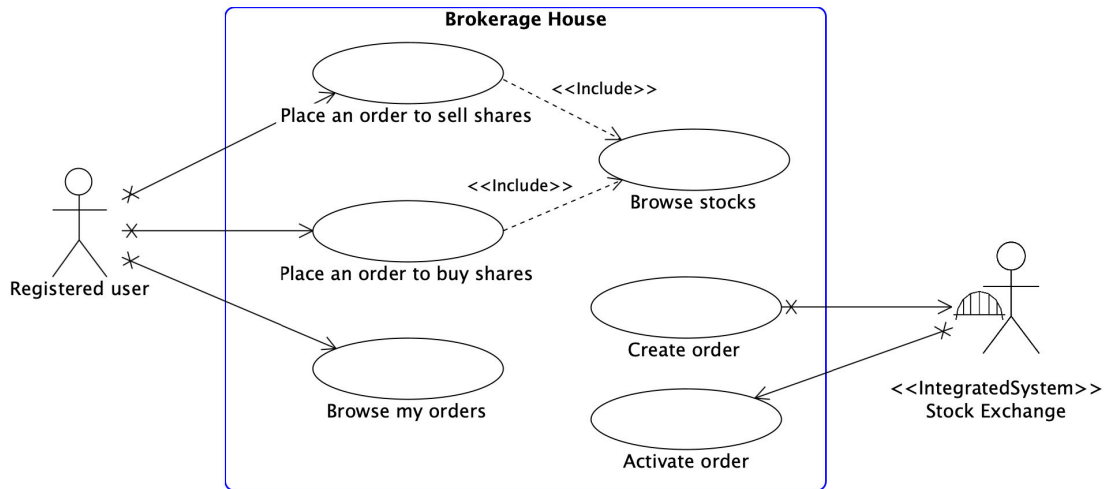 Brokerage House
<<Include>>
Place an order to sell shares
<<Include>>
Browse stocks
Place an order to buy shares
Registered user
Create order
<<IntegratedSystem>>
Stock Exchange
Browse my orders
Activate order